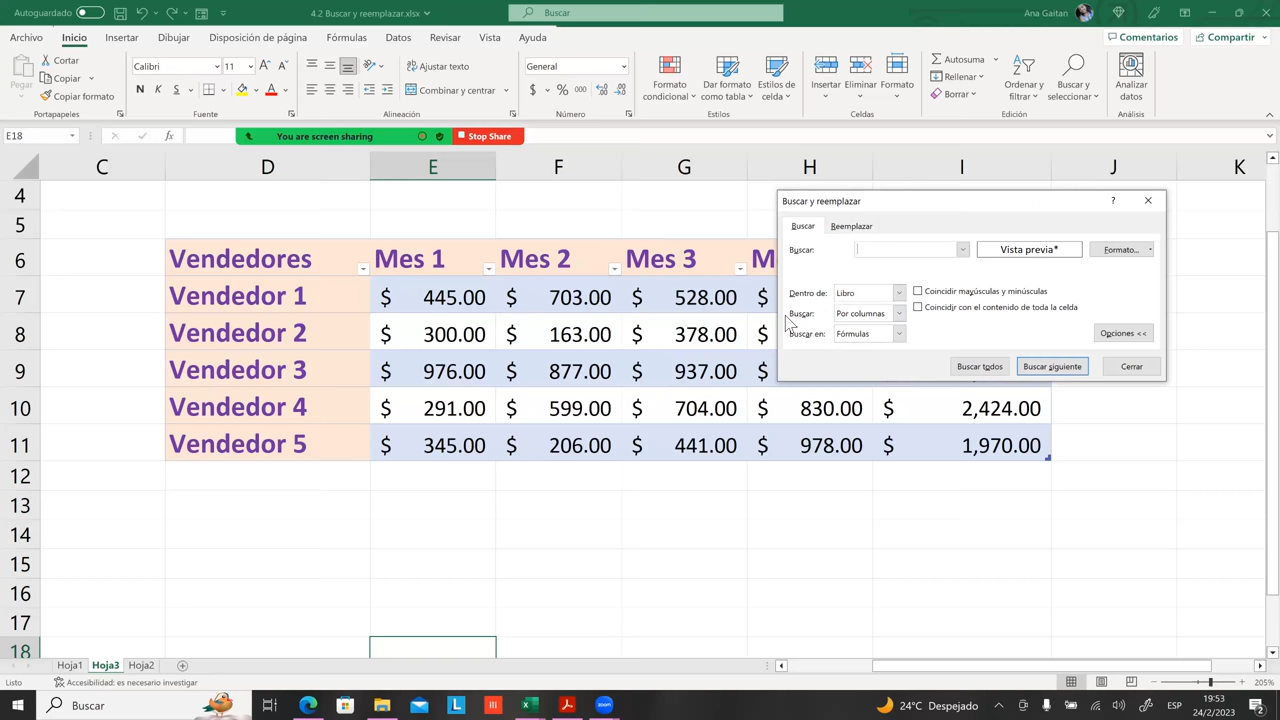 Autoguardado
4.2 Buscar y reemplazar.xlsx
Buscar
Ana Gaitan
Archivo Inicio Insertar Dibujar Disposición de página Fórmulas Datos Revisar Vista Ayuda
Comentarios Compartir
Pegar
Cortar
Copiar
Copiar formato
Portapapeles
Calibri 11
N K S
Fuente
Ajustar texto
Combinar y centrar
Alineación
General
$ % 000
Número
Formato condicional
Dar formato como tabla
Estilos de celda
Estilos
Insertar Eliminar Formato
Celdas
Autosuma
Rellenar
Borrar
Ordenar y filtrar
Buscar y seleccionar
Edición
Analizar datos
Análisis
E18
fx
You are screen sharing
Stop Share
C D E F G H I J K
4
5
6 Vendedores Mes 1 Mes 2 Mes 3
7 Vendedor 1 $ 445.00 $ 703.00 $ 528.00 $
8 Vendedor 2 $ 300.00 $ 163.00 $ 378.00 $
9 Vendedor 3 $ 976.00 $ 877.00 $ 937.00 $
10 Vendedor 4 $ 291.00 $ 599.00 $ 704.00 $ 830.00 $ 2,424.00
11 Vendedor 5 $ 345.00 $ 206.00 $ 441.00 $ 978.00 $ 1,970.00
12
13
14
15
16
17
18
Buscar y reemplazar
?
Buscar Reemplazar
Buscar:
Vista previa*
Formato...
Dentro de: Libro
Coincidir mayúsculas y minúsculas
Buscar: Por columnas
Coincidir con el contenido de toda la celda
Buscar en: Fórmulas
Opciones <<
Buscar todos
Buscar siguiente
Cerrar
Hoja1 Hoja3 Hoja2
Listo
Accesibilidad: es necesario investigar
205%
Buscar
L
zoom
24°C Despejado
ESP
19:53
24/2/2023